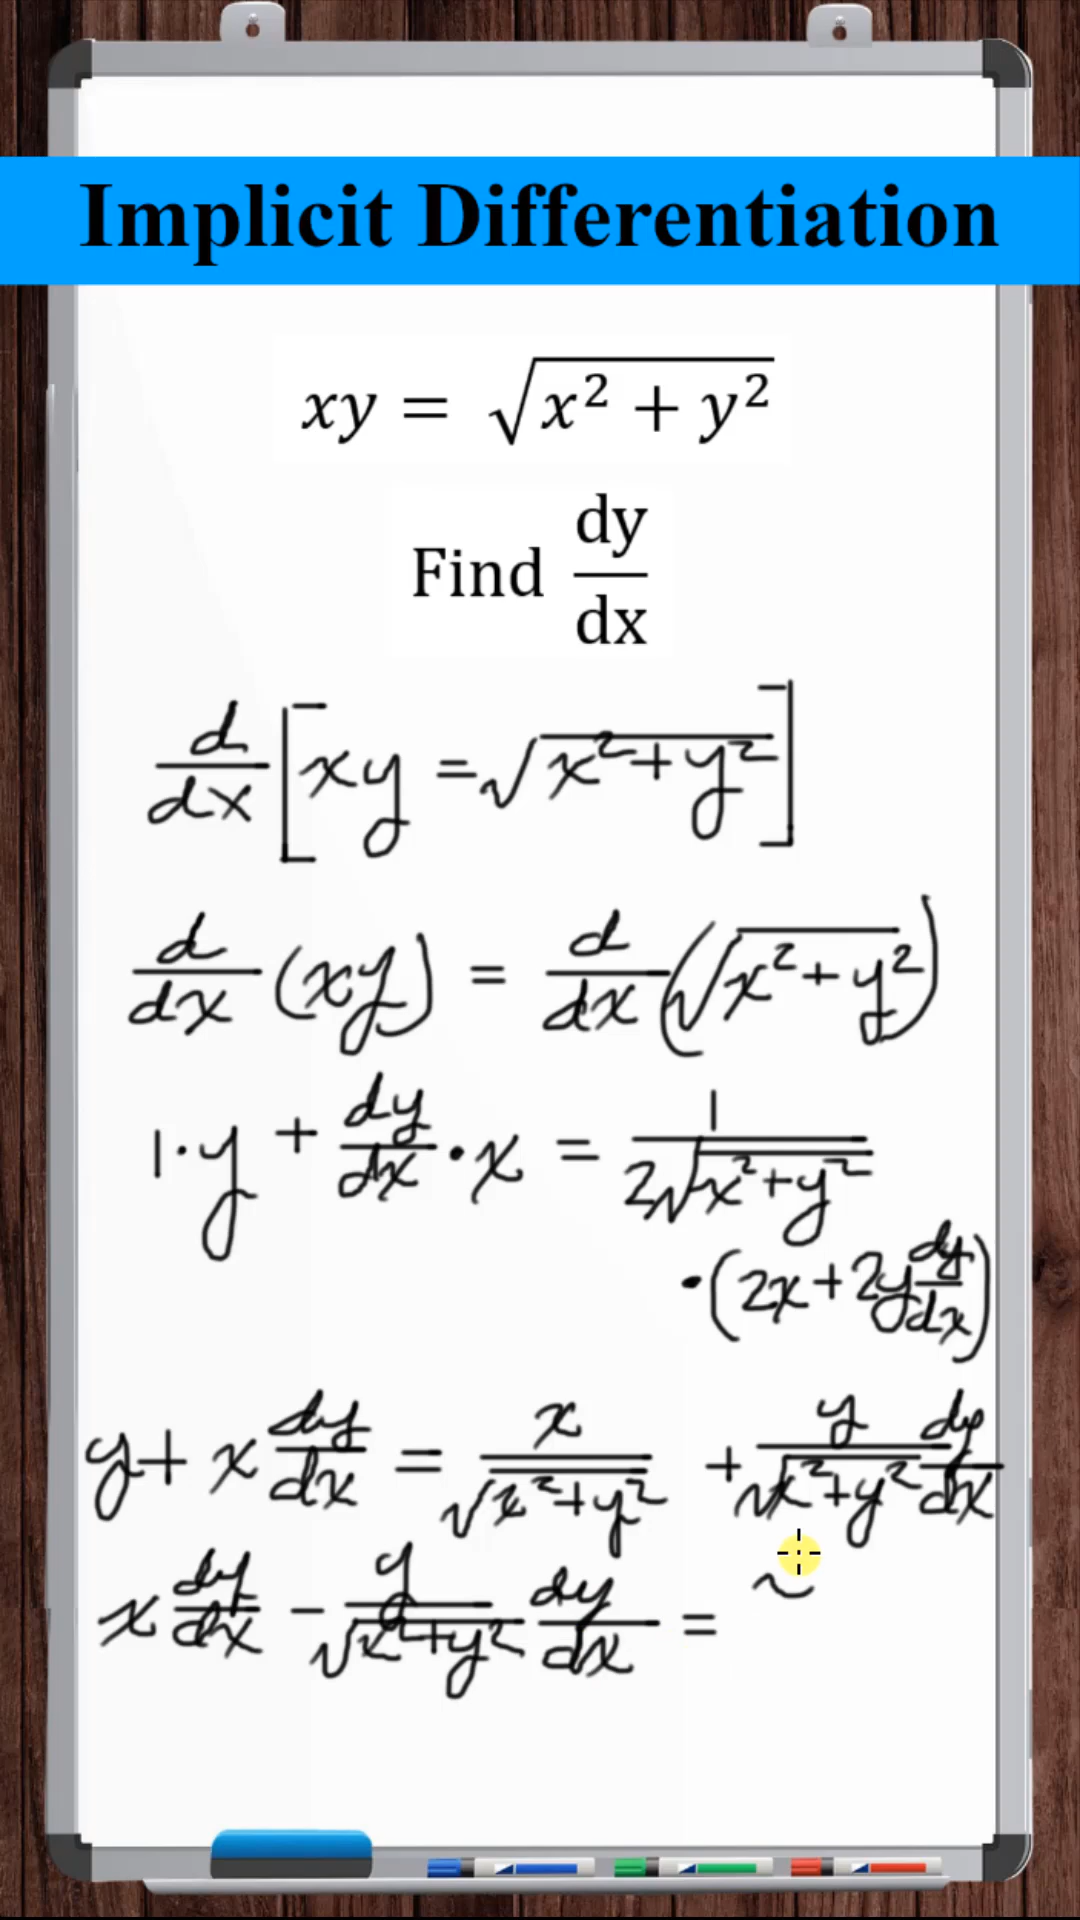 Implicit Differentiation
xy = √(x² + y²)
Find dy/dx
d/dx [xy = √(x² + y²)]
d/dx (xy) = d/dx (√(x² + y²))
1 · y + dy/dx · x = 1/(2√(x² + y²))
· (2x + 2y dy/dx)
y + x dy/dx = x/√(x² + y²) + y/√(x² + y²) dy/dx
x dy/dx − y/√(x² + y²) dy/dx =